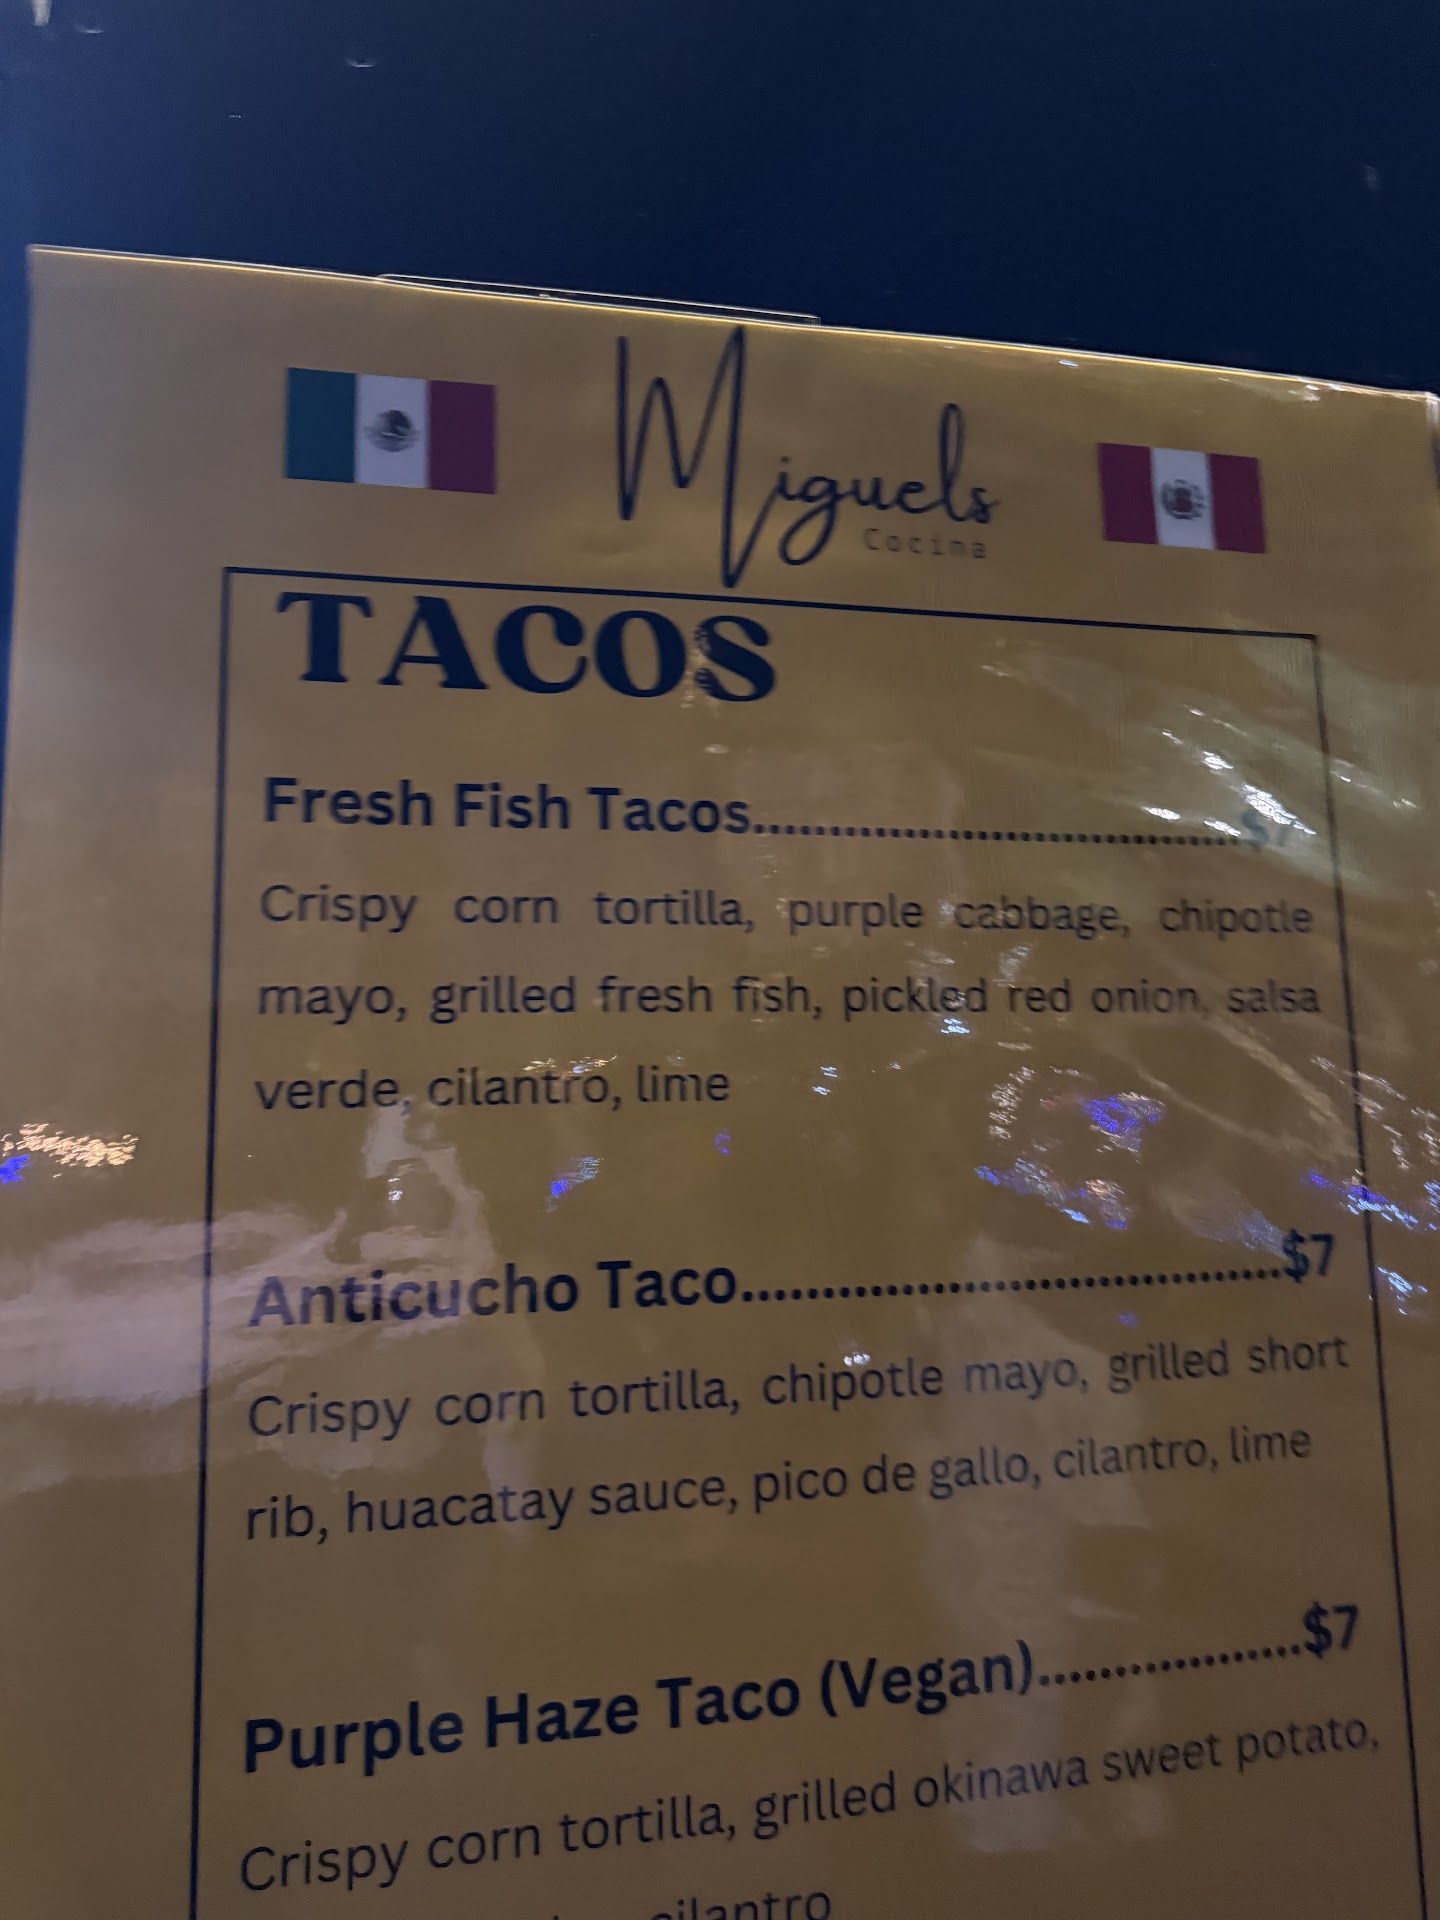 Miguels
Cocina
TACOS
Fresh Fish Tacos..................................$7
Crispy corn tortilla, purple cabbage, chipotle
mayo, grilled fresh fish, pickled red onion, salsa
verde, cilantro, lime
Anticucho Taco....................................$7
Crispy corn tortilla, chipotle mayo, grilled short
rib, huacatay sauce, pico de gallo, cilantro, lime
Purple Haze Taco (Vegan)..................$7
Crispy corn tortilla, grilled okinawa sweet potato,
cilantro